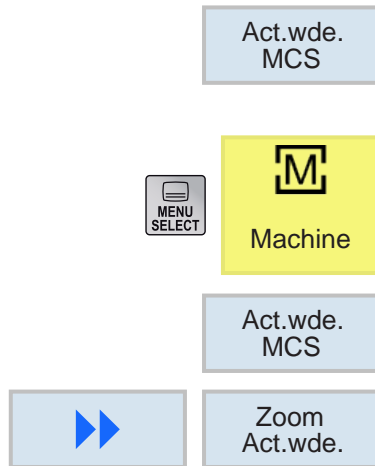 Act.wde.
MCS
M
MENU
SELECT
Machine
Act.wde.
MCS
Zoom
Act.wde.